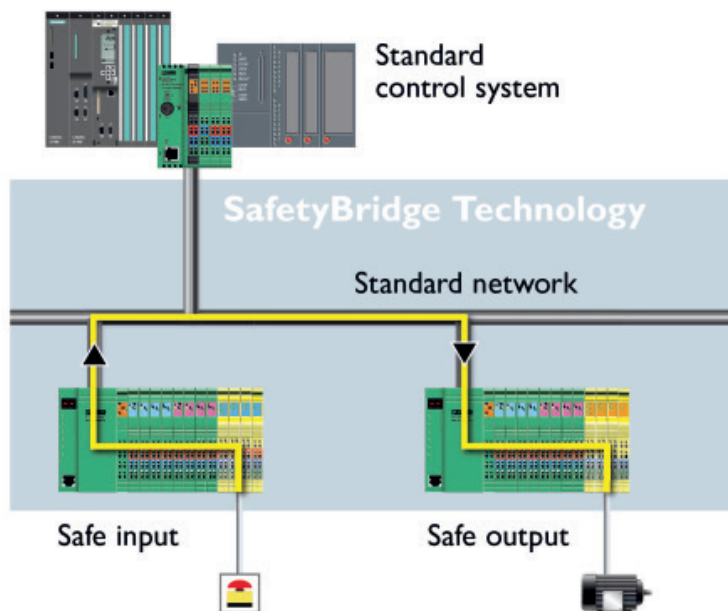 Standard
control system
SafetyBridge Technology
Standard network
Safe input
Safe output